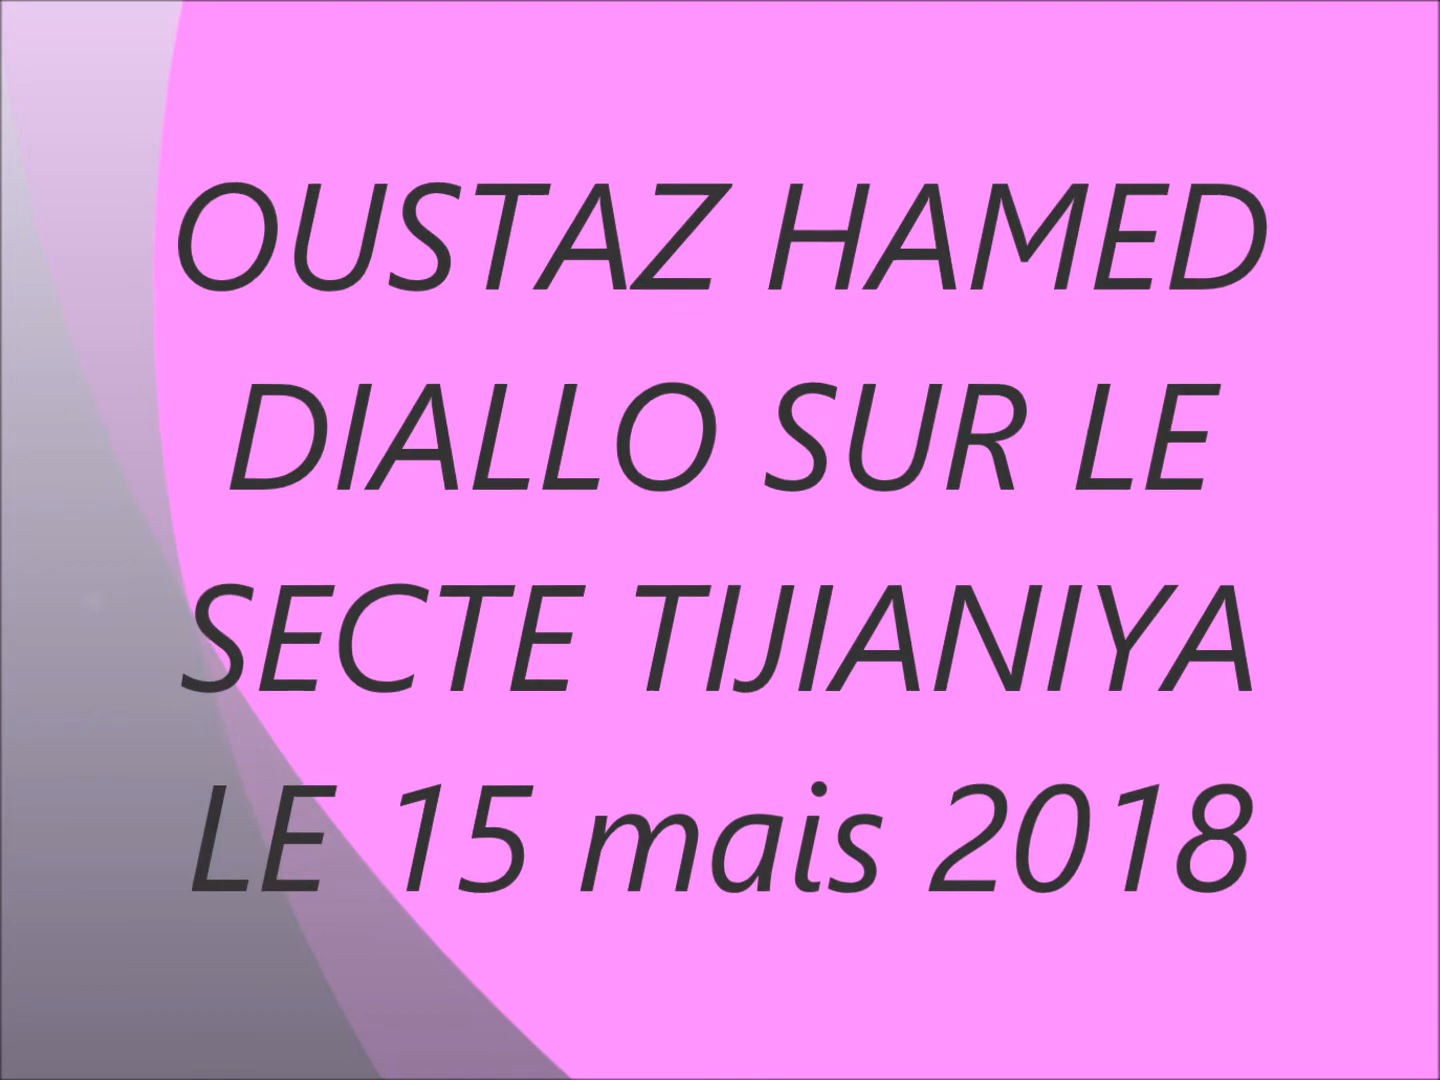 OUSTAZ HAMED
DIALLO SUR LE
SECTE TIJIANIYA
LE 15 mais 2018